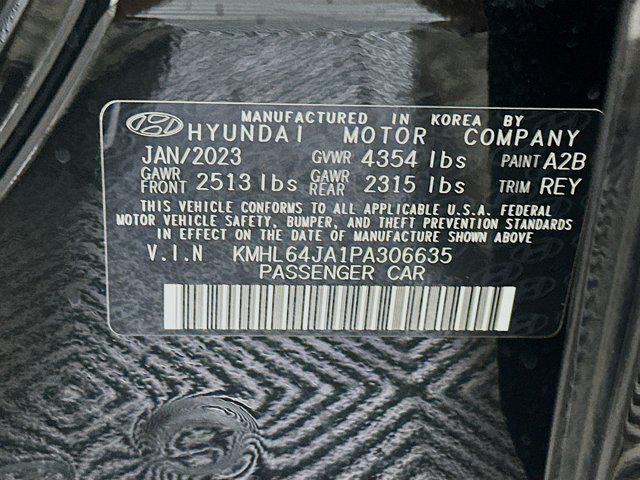 MANUFACTURED IN KOREA BY
HYUNDAI MOTOR COMPANY
JAN/2023 GVWR 4354 lbs PAINT A2B
GAWR FRONT 2513 lbs GAWR REAR 2315 lbs TRIM REY
THIS VEHICLE CONFORMS TO ALL APPLICABLE U.S.A. FEDERAL
MOTOR VEHICLE SAFETY, BUMPER, AND THEFT PREVENTION STANDARDS
IN EFFECT ON THE DATE OF MANUFACTURE SHOWN ABOVE
V.I.N KMHL64JA1PA306635
PASSENGER CAR